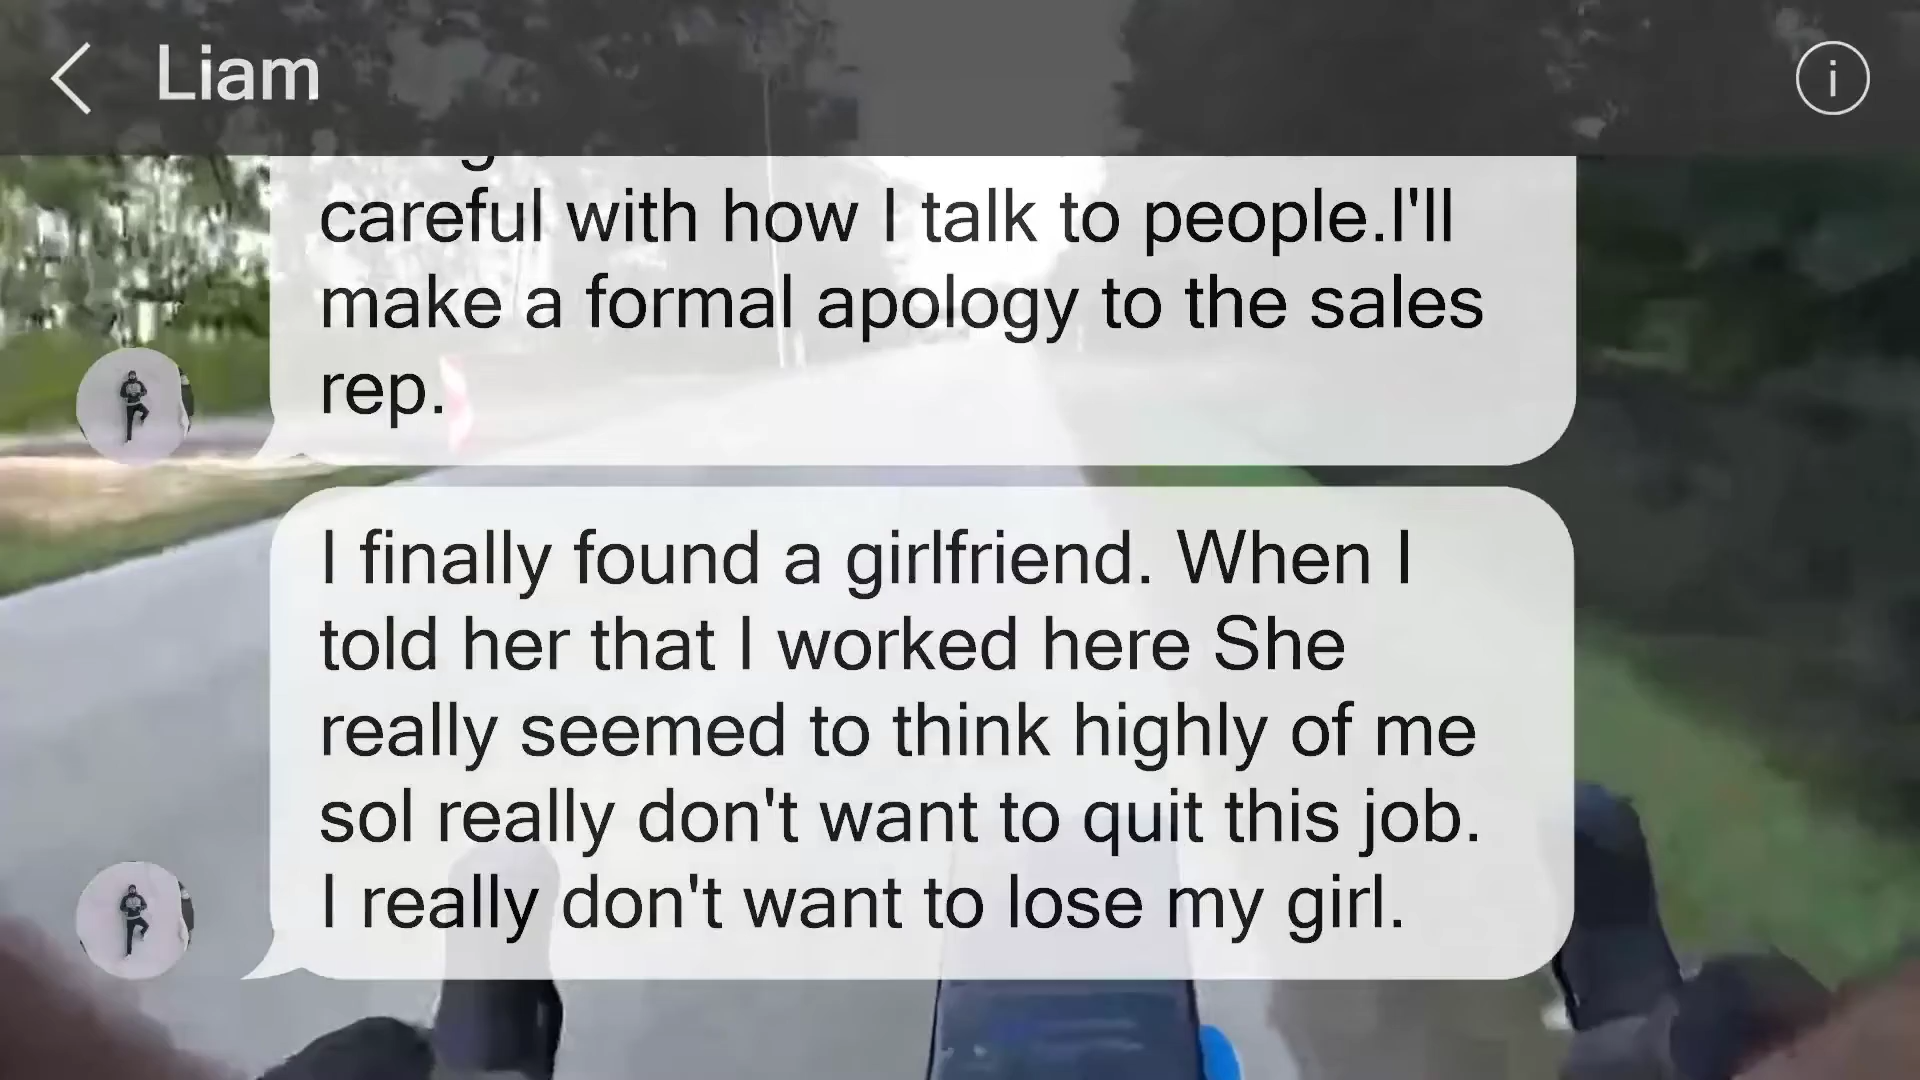 Liam
careful with how I talk to people.I'll
make a formal apology to the sales
rep.
I finally found a girlfriend. When I
told her that I worked here She
really seemed to think highly of me
sol really don't want to quit this job.
I really don't want to lose my girl.